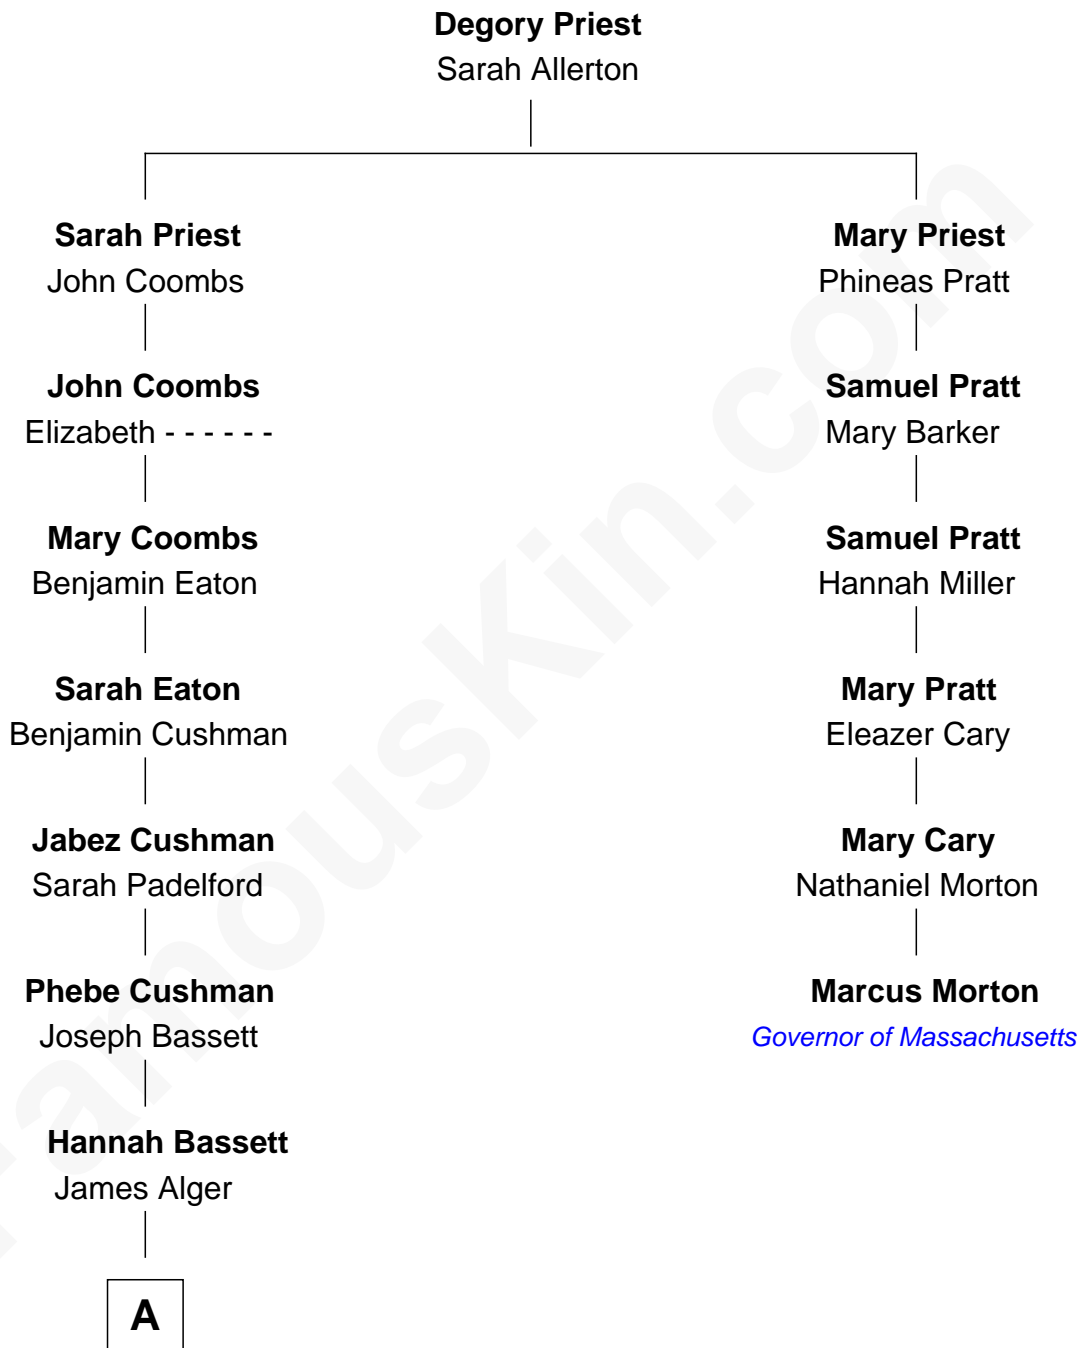 Degory Priest
Sarah Allerton
Sarah Priest
John Coombs
Mary Priest
Phineas Pratt
John Coombs
Elizabeth - - - - - -
Samuel Pratt
Mary Barker
Mary Coombs
Benjamin Eaton
Samuel Pratt
Hannah Miller
Sarah Eaton
Benjamin Cushman
Mary Pratt
Eleazer Cary
Jabez Cushman
Sarah Padelford
Mary Cary
Nathaniel Morton
Phebe Cushman
Joseph Bassett
Marcus Morton
Governor of Massachusetts
Hannah Bassett
James Alger
A
FamousKin.com